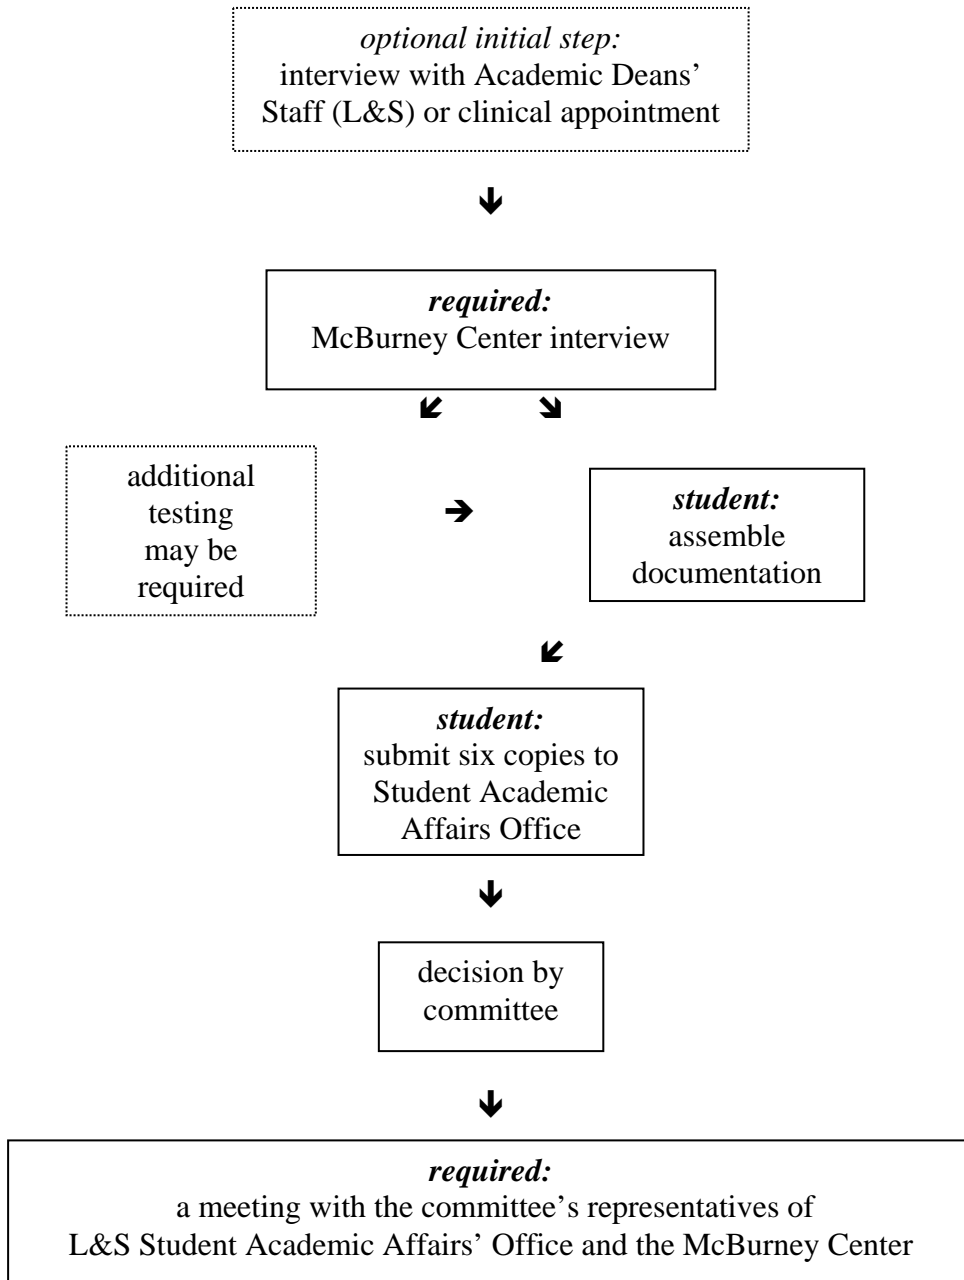 optional initial step:
interview with Academic Deans’
Staff (L&S) or clinical appointment
required:
McBurney Center interview
additional
testing
may be
required
student:
assemble
documentation
student:
submit six copies to
Student Academic
Affairs Office
decision by
committee
required:
a meeting with the committee’s representatives of
L&S Student Academic Affairs’ Office and the McBurney Center